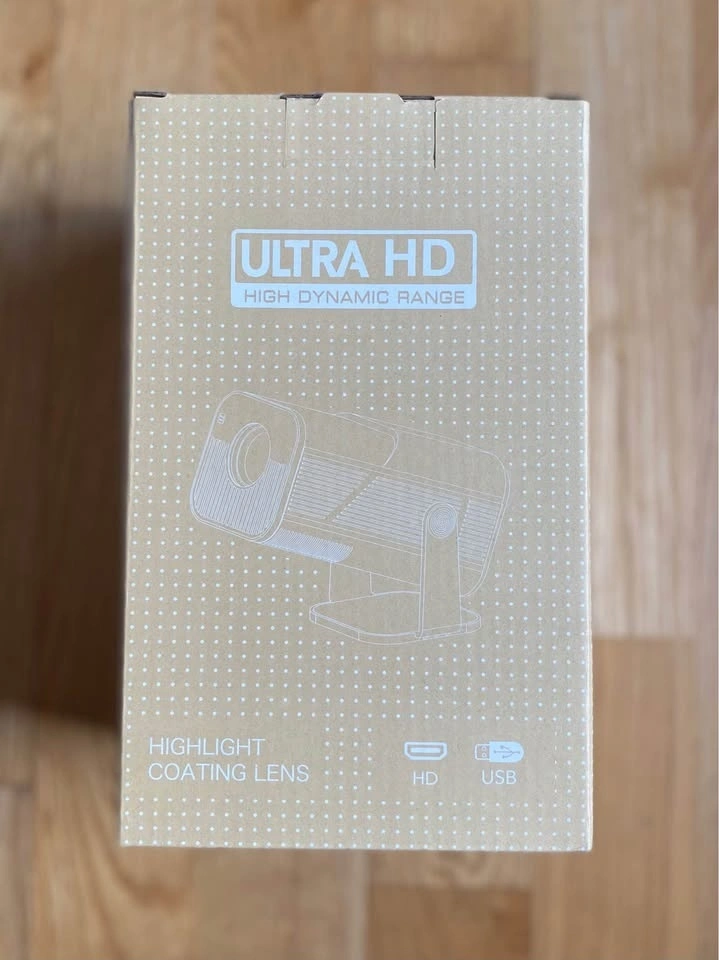 ULTRA HD
HIGH DYNAMIC RANGE
HIGHLIGHT
COATING LENS
HD
USB